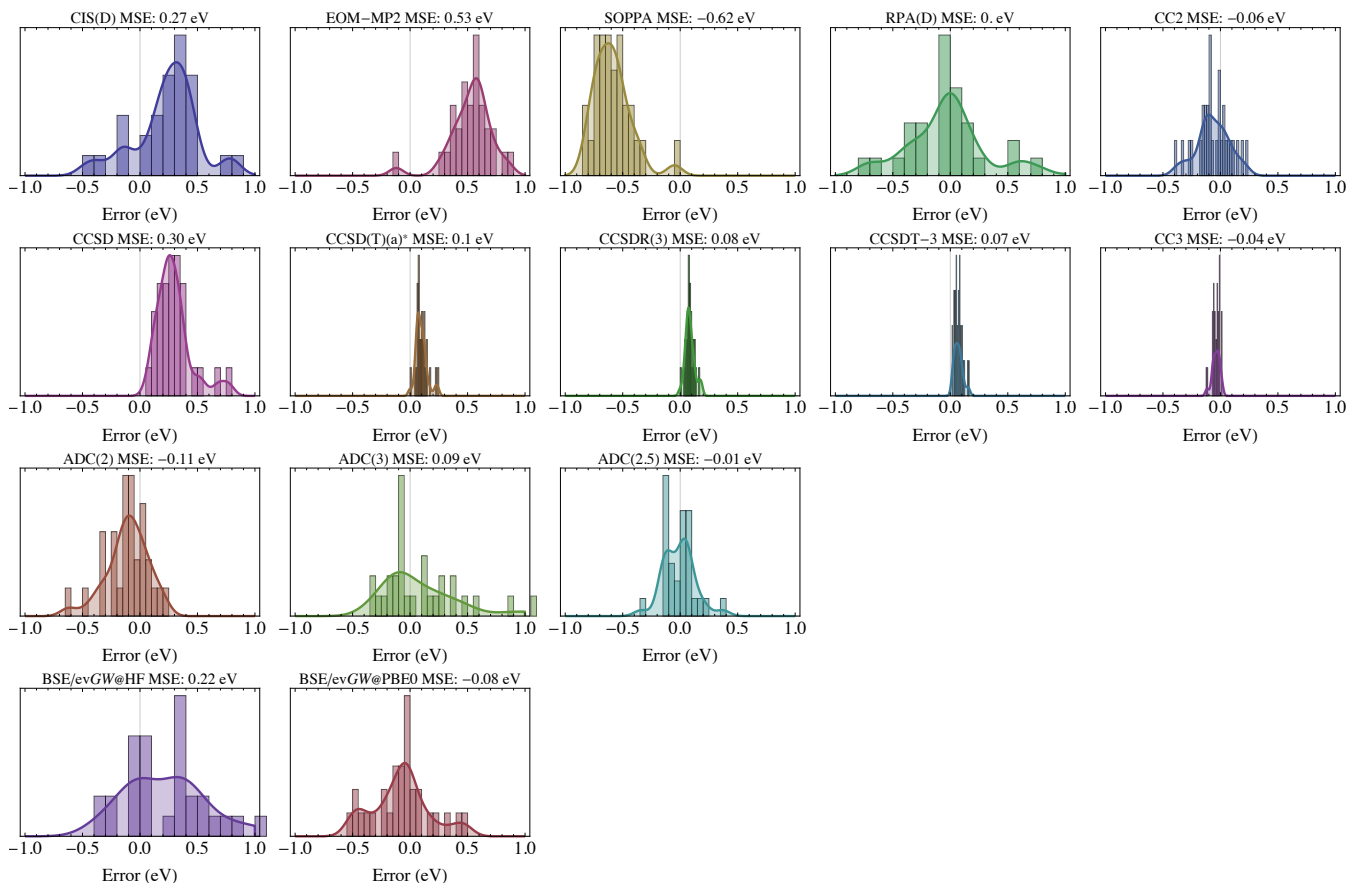 CIS(D) MSE: 0.27 eV
EOM−MP2 MSE: 0.53 eV
SOPPA MSE: −0.62 eV
RPA(D) MSE: 0. eV
CC2 MSE: −0.06 eV
−1.0 −0.5 0.0 0.5 1.0
−1.0 −0.5 0.0 0.5 1.0
−1.0 −0.5 0.0 0.5 1.0
−1.0 −0.5 0.0 0.5 1.0
−1.0 −0.5 0.0 0.5 1.0
Error (eV)
Error (eV)
Error (eV)
Error (eV)
Error (eV)
CCSD MSE: 0.30 eV
CCSD(T)(a)* MSE: 0.1 eV
CCSDR(3) MSE: 0.08 eV
CCSDT−3 MSE: 0.07 eV
CC3 MSE: −0.04 eV
−1.0 −0.5 0.0 0.5 1.0
−1.0 −0.5 0.0 0.5 1.0
−1.0 −0.5 0.0 0.5 1.0
−1.0 −0.5 0.0 0.5 1.0
−1.0 −0.5 0.0 0.5 1.0
Error (eV)
Error (eV)
Error (eV)
Error (eV)
Error (eV)
ADC(2) MSE: −0.11 eV
ADC(3) MSE: 0.09 eV
ADC(2.5) MSE: −0.01 eV
−1.0 −0.5 0.0 0.5 1.0
−1.0 −0.5 0.0 0.5 1.0
−1.0 −0.5 0.0 0.5 1.0
Error (eV)
Error (eV)
Error (eV)
BSE/evGW@HF MSE: 0.22 eV
BSE/evGW@PBE0 MSE: −0.08 eV
−1.0 −0.5 0.0 0.5 1.0
−1.0 −0.5 0.0 0.5 1.0
Error (eV)
Error (eV)